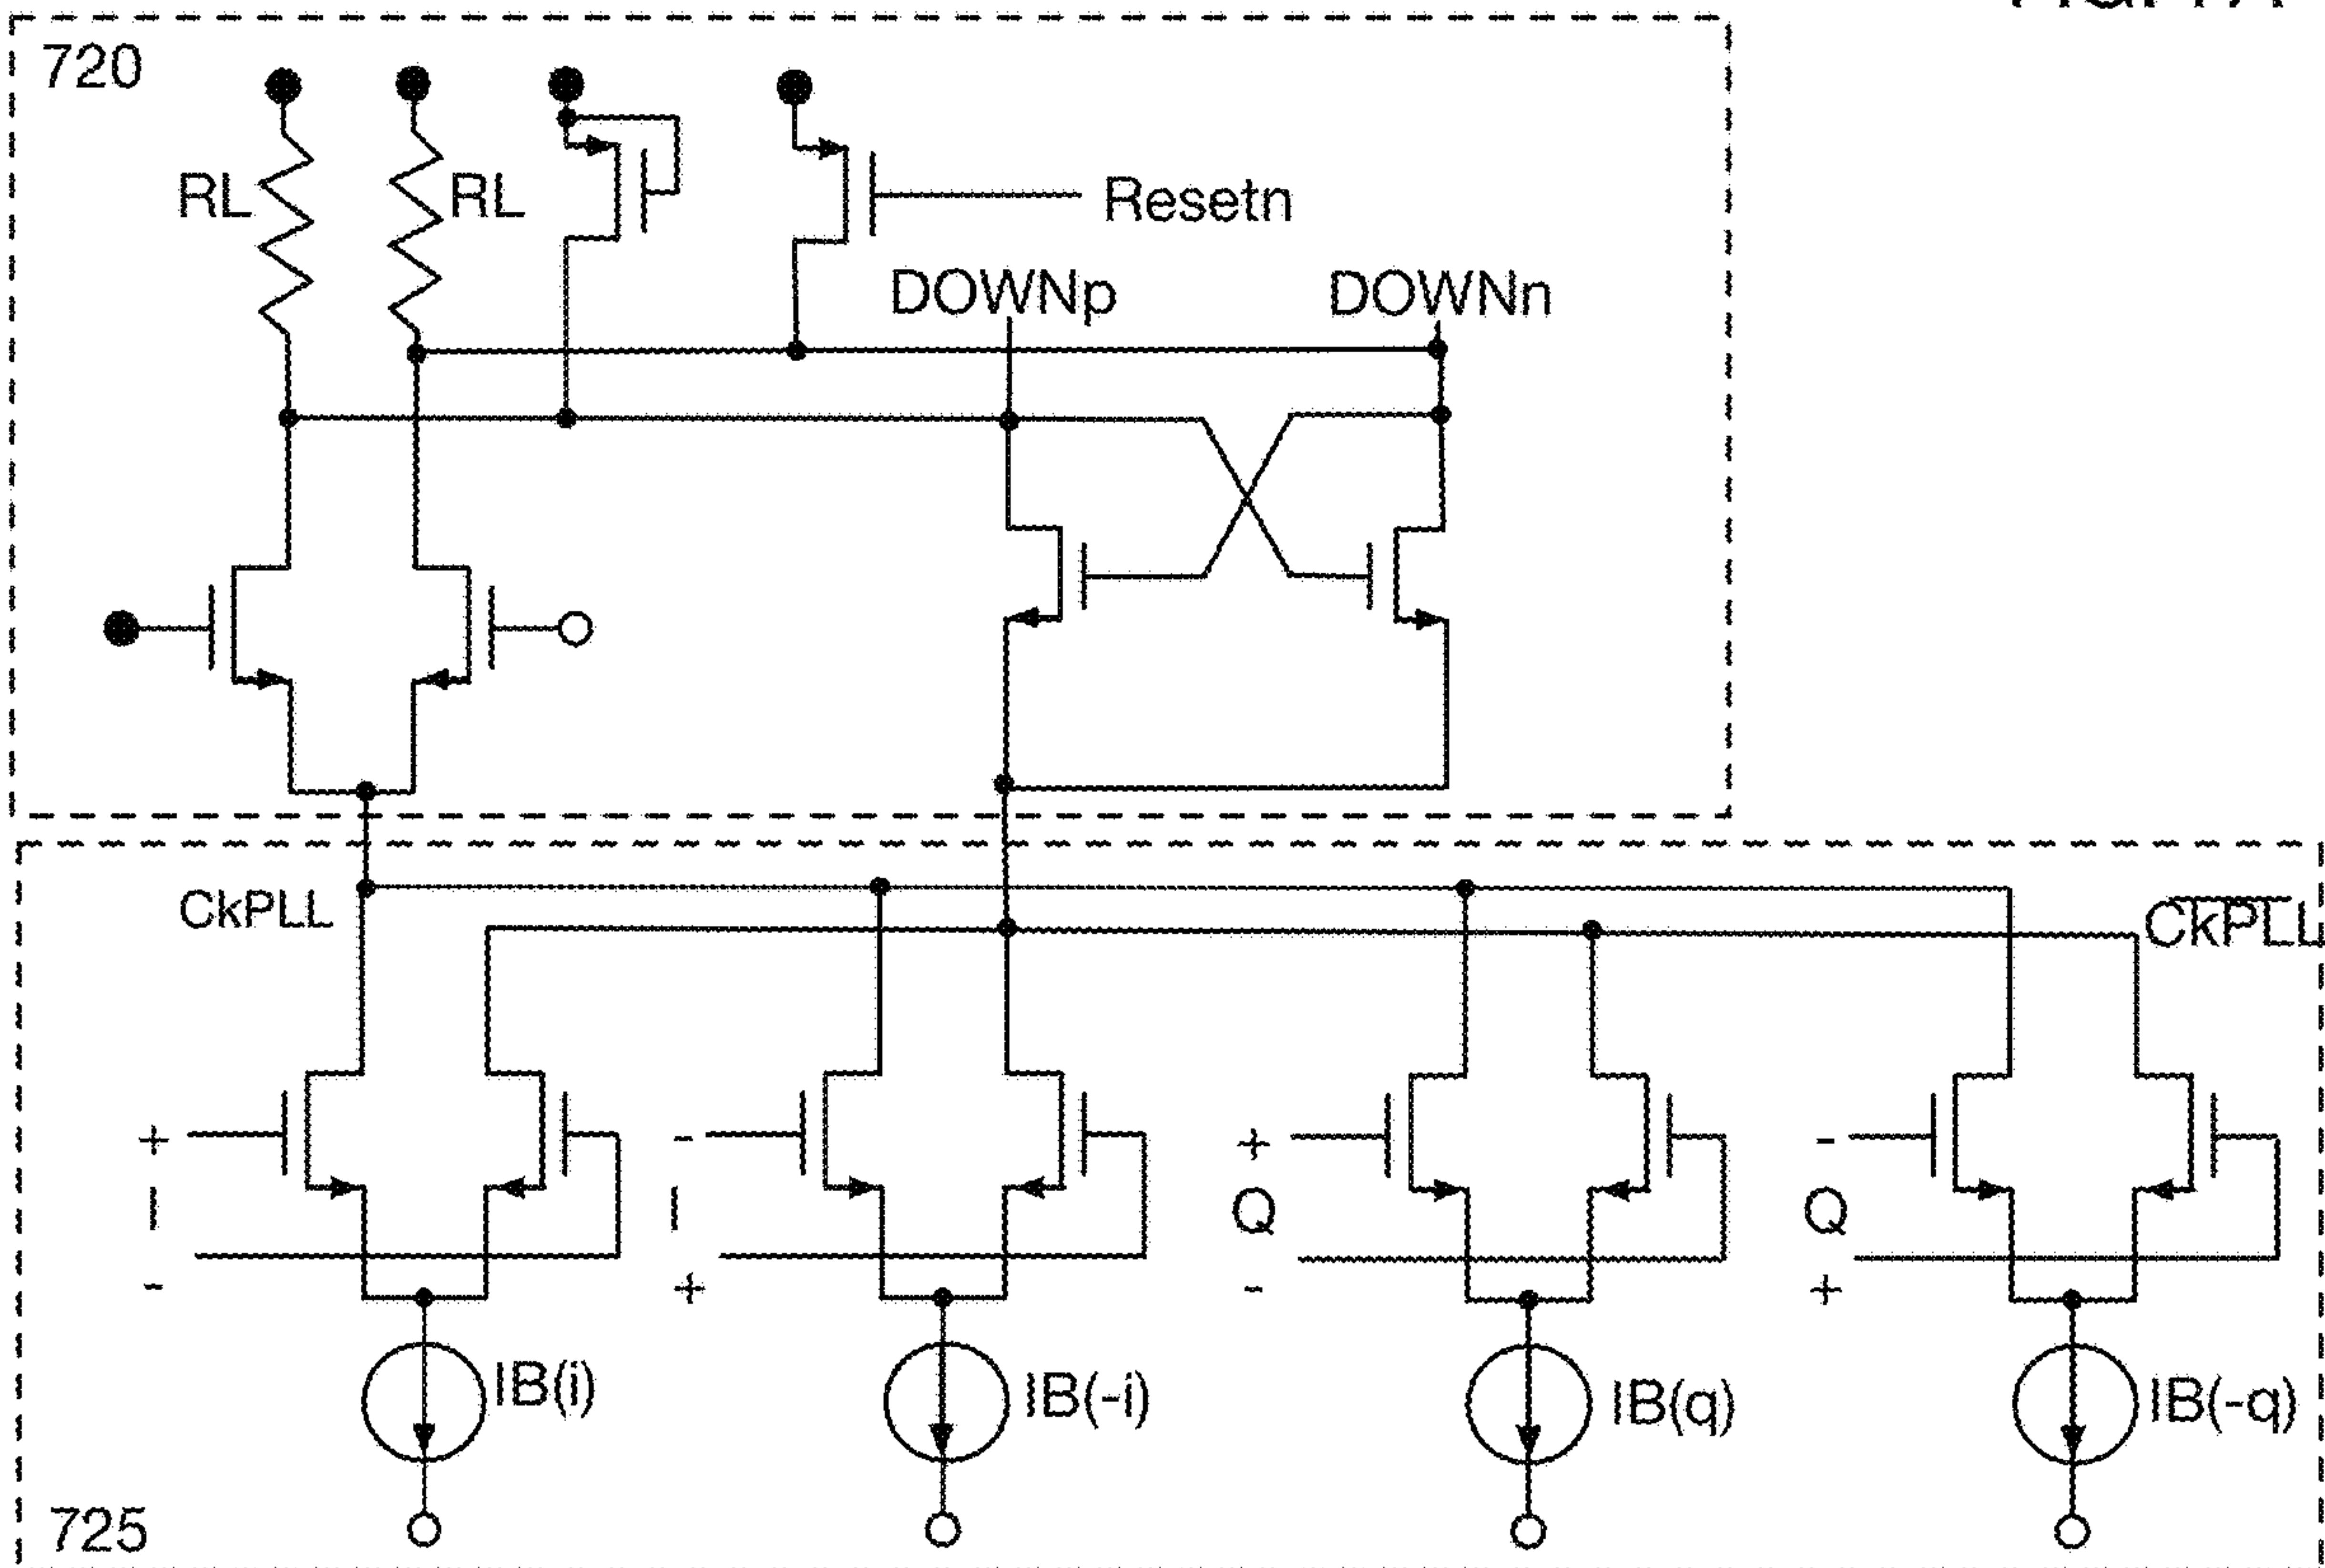 720
RL
RL
Resetn
DOWNp
DOWNn
CkPLL
CkPLL
+
I
-
-
I
+
+
Q
-
-
Q
+
IB(i)
IB(-i)
IB(q)
IB(-q)
725